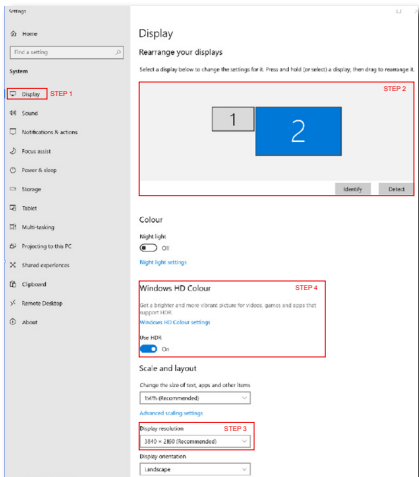 Settings
Home
Find a setting
System
Display STEP 1
Sound
Notifications & actions
Focus assist
Power & sleep
Storage
Tablet
Multi-tasking
Projecting to this PC
Shared experiences
Clipboard
Remote Desktop
About
Display
Rearrange your displays
Select a display below to change the settings for it. Press and hold (or select) a display, then drag to rearrange it.
STEP 2
1
2
Identify
Detect
Colour
Night light
Off
Night light settings
Windows HD Colour STEP 4
Get a brighter and more vibrant picture for videos, games and apps that
support HDR.
Windows HD Colour settings
Use HDR
On
Scale and layout
Change the size of text, apps and other items
150% (Recommended)
Advanced scaling settings
Display resolution STEP 3
3840 × 2160 (Recommended)
Display orientation
Landscape